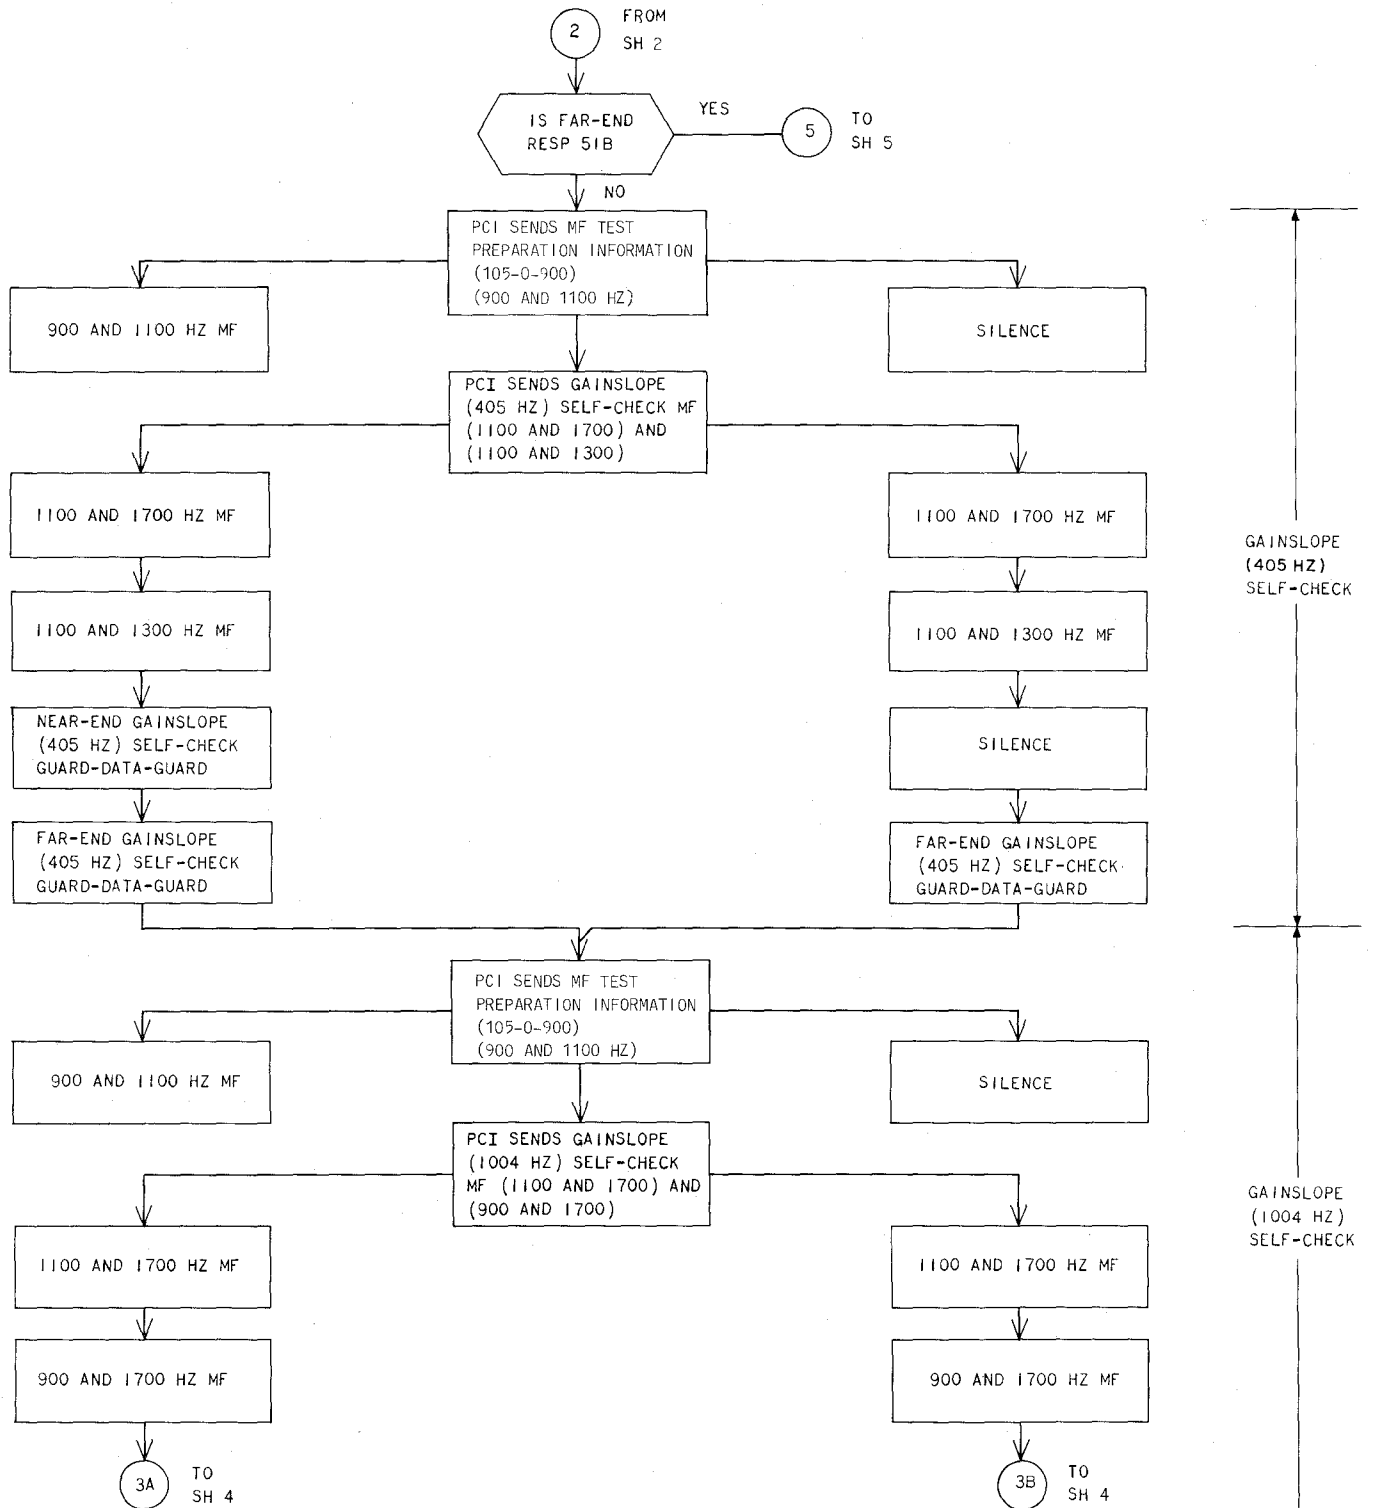 2
FROM
SH 2
IS FAR-END
RESP 51B
YES
5
TO
SH 5
NO
PCI SENDS MF TEST
PREPARATION INFORMATION
(105-0-900)
(900 AND 1100 HZ)
900 AND 1100 HZ MF
SILENCE
PCI SENDS GAINSLOPE
(405 HZ) SELF-CHECK MF
(1100 AND 1700) AND
(1100 AND 1300)
1100 AND 1700 HZ MF
1100 AND 1700 HZ MF
GAINSLOPE
(405 HZ)
SELF-CHECK
1100 AND 1300 HZ MF
1100 AND 1300 HZ MF
NEAR-END GAINSLOPE
(405 HZ) SELF-CHECK
GUARD-DATA-GUARD
SILENCE
FAR-END GAINSLOPE
(405 HZ) SELF-CHECK
GUARD-DATA-GUARD
FAR-END GAINSLOPE
(405 HZ) SELF-CHECK
GUARD-DATA-GUARD
PCI SENDS MF TEST
PREPARATION INFORMATION
(105-0-900)
(900 AND 1100 HZ)
900 AND 1100 HZ MF
SILENCE
PCI SENDS GAINSLOPE
(1004 HZ) SELF-CHECK
MF (1100 AND 1700) AND
(900 AND 1700)
GAINSLOPE
(1004 HZ)
SELF-CHECK
1100 AND 1700 HZ MF
1100 AND 1700 HZ MF
900 AND 1700 HZ MF
900 AND 1700 HZ MF
3A
TO
SH 4
3B
TO
SH 4